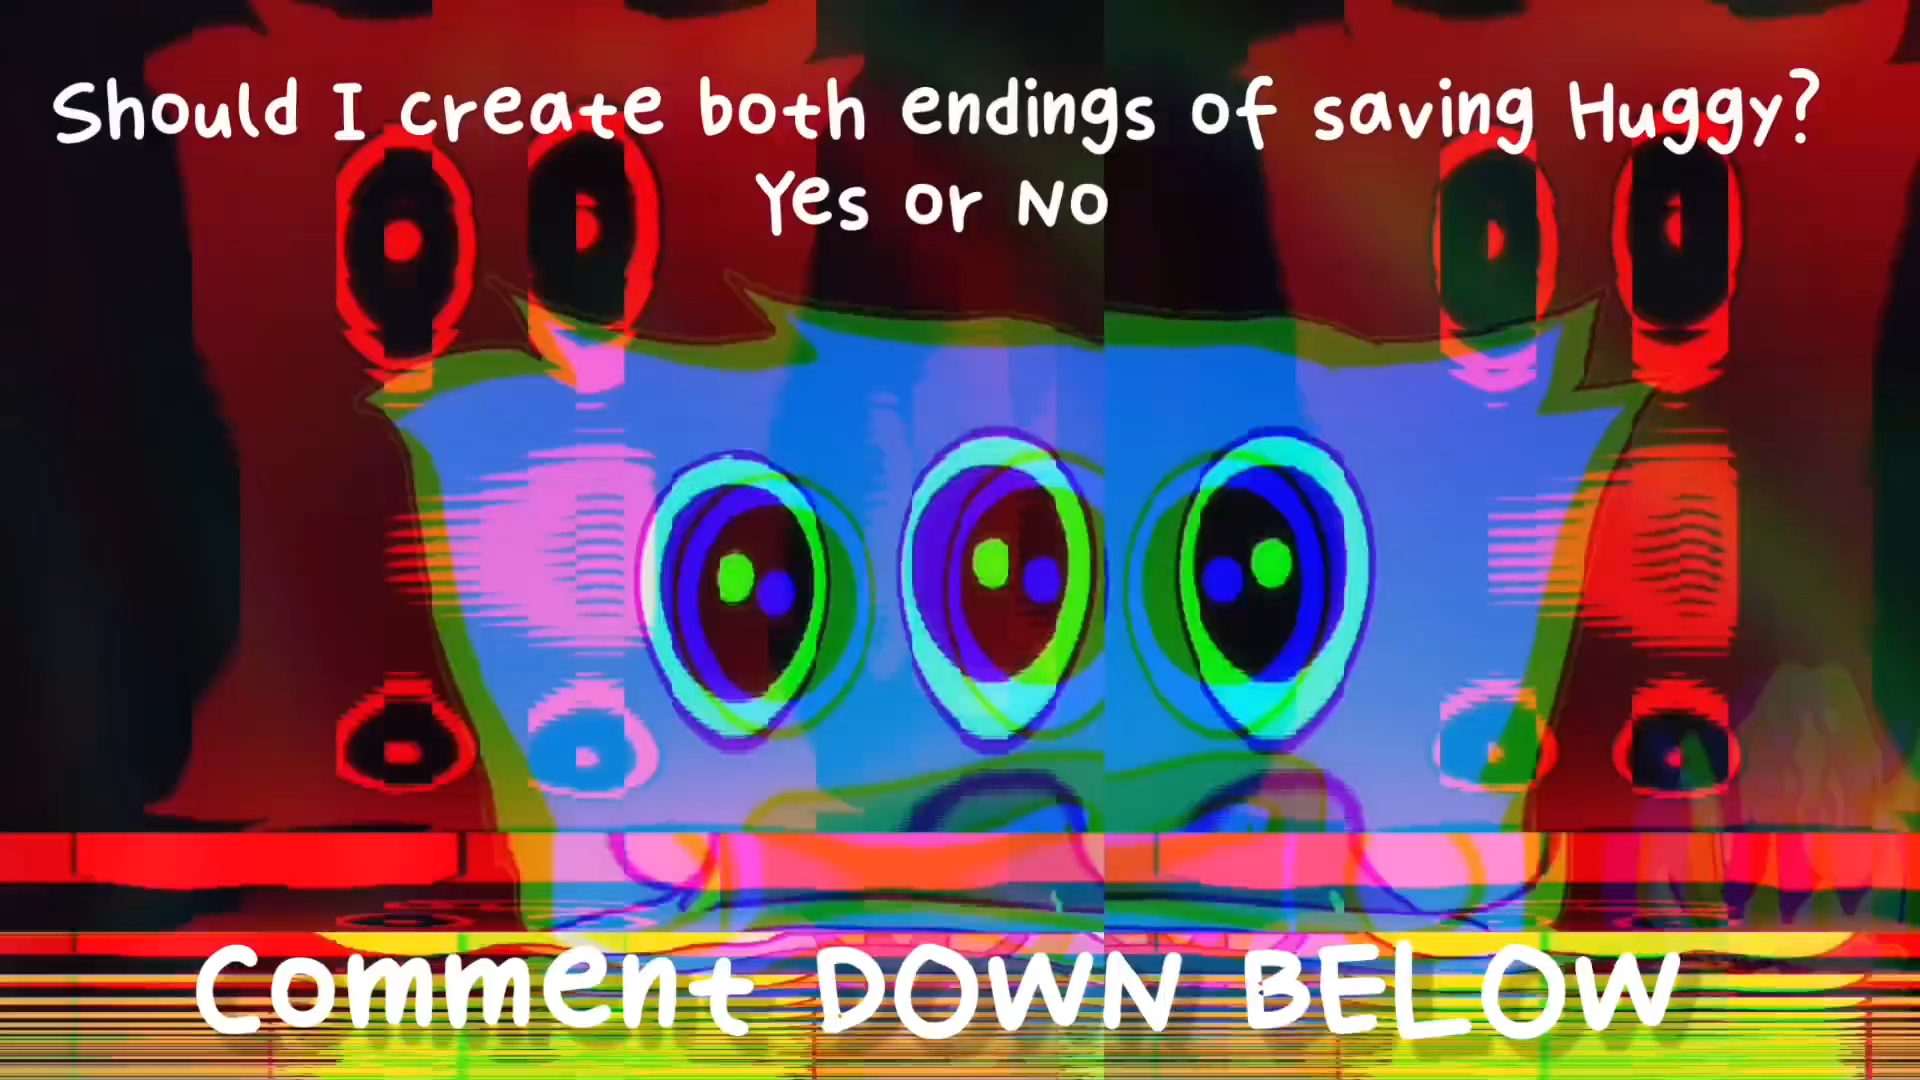 Should I create both endings of saving Huggy?
Yes or No
Comment DOWN BELOW